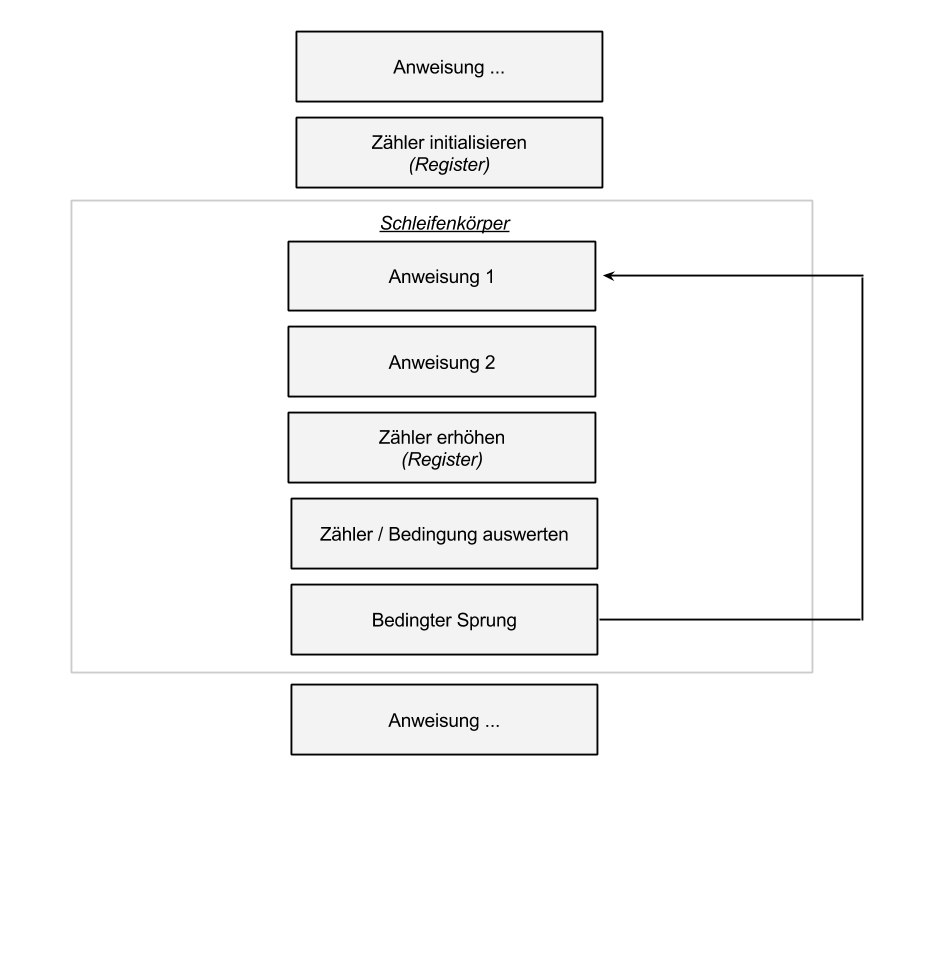 Anweisung ...
Zähler initialisieren
(Register)
Schleifenkörper
Anweisung 1
Anweisung 2
Zähler erhöhen
(Register)
Zähler / Bedingung auswerten
Bedingter Sprung
Anweisung ...